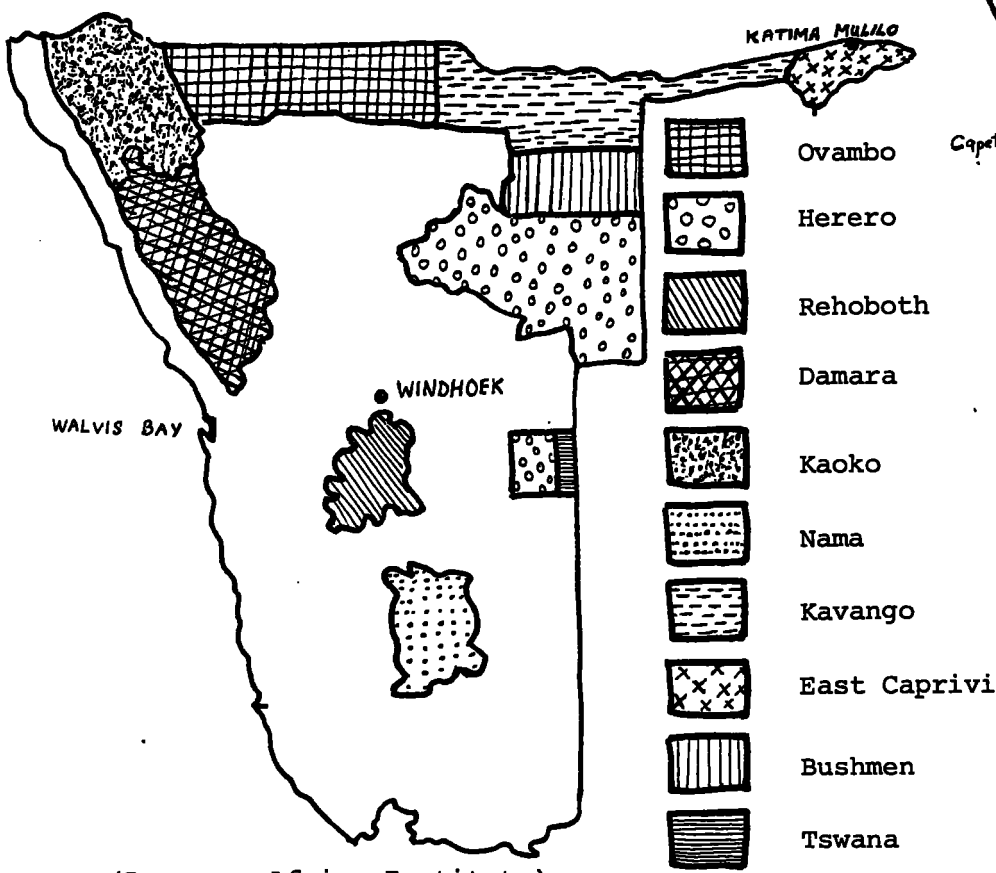 KATIMA MULILO
Ovambo
Herero
Rehoboth
Damara
WINDHOEK
WALVIS BAY
Kaoko
Nama
Kavango
East Caprivi
Bushmen
Tswana